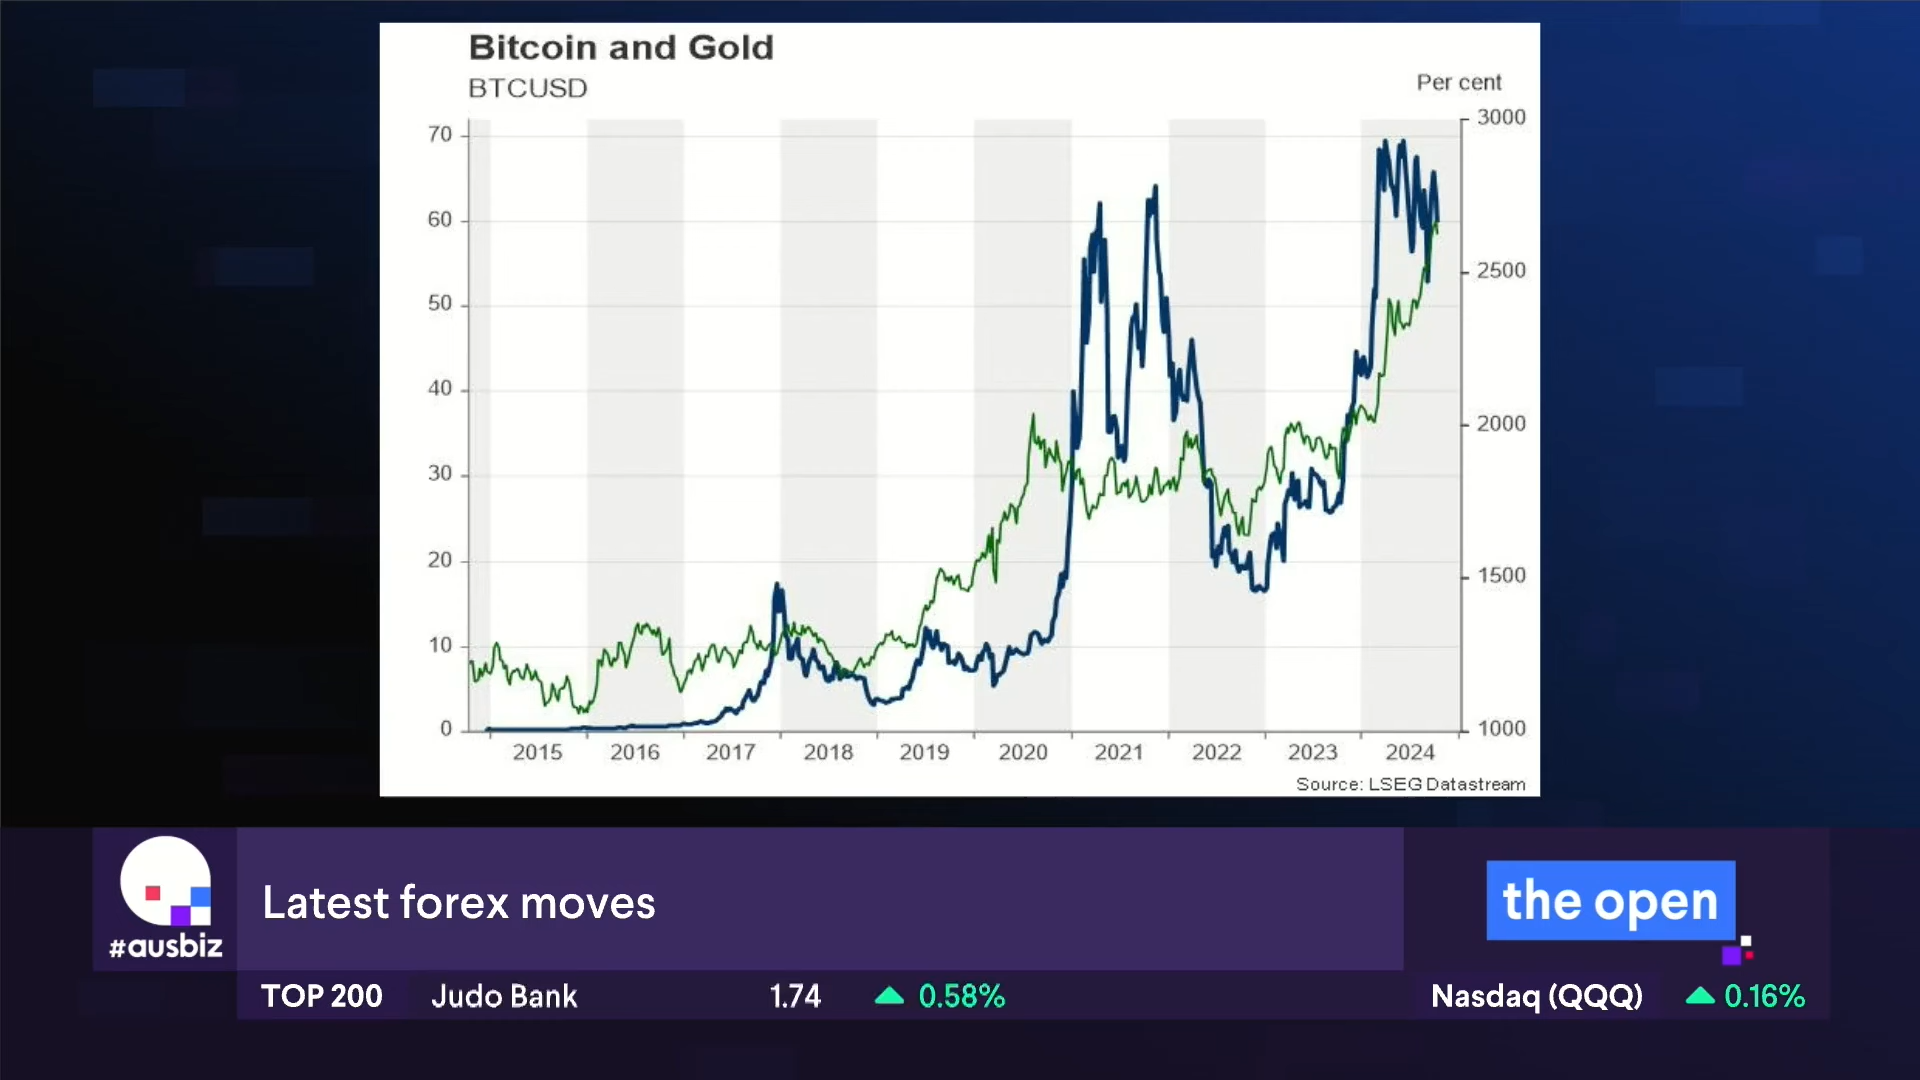 Bitcoin and Gold
BTCUSD
Per cent
70
60
50
40
30
20
10
0
3000
2500
2000
1500
1000
2015 2016 2017 2018 2019 2020 2021 2022 2023 2024
Source: LSEG Datastream
#ausbiz
Latest forex moves
the open
TOP 200 Judo Bank 1.74 0.58% Nasdaq (QQQ) 0.16%